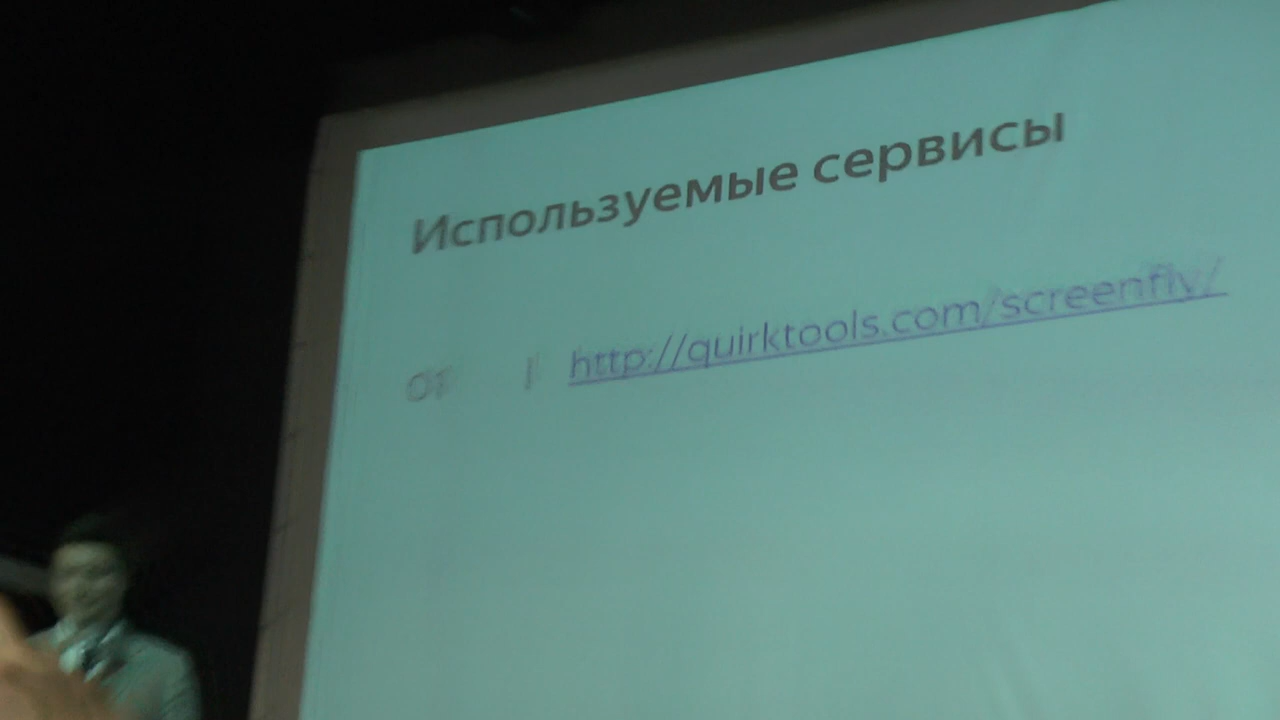 Используемые сервисы
http://quirktools.com/screenfly/